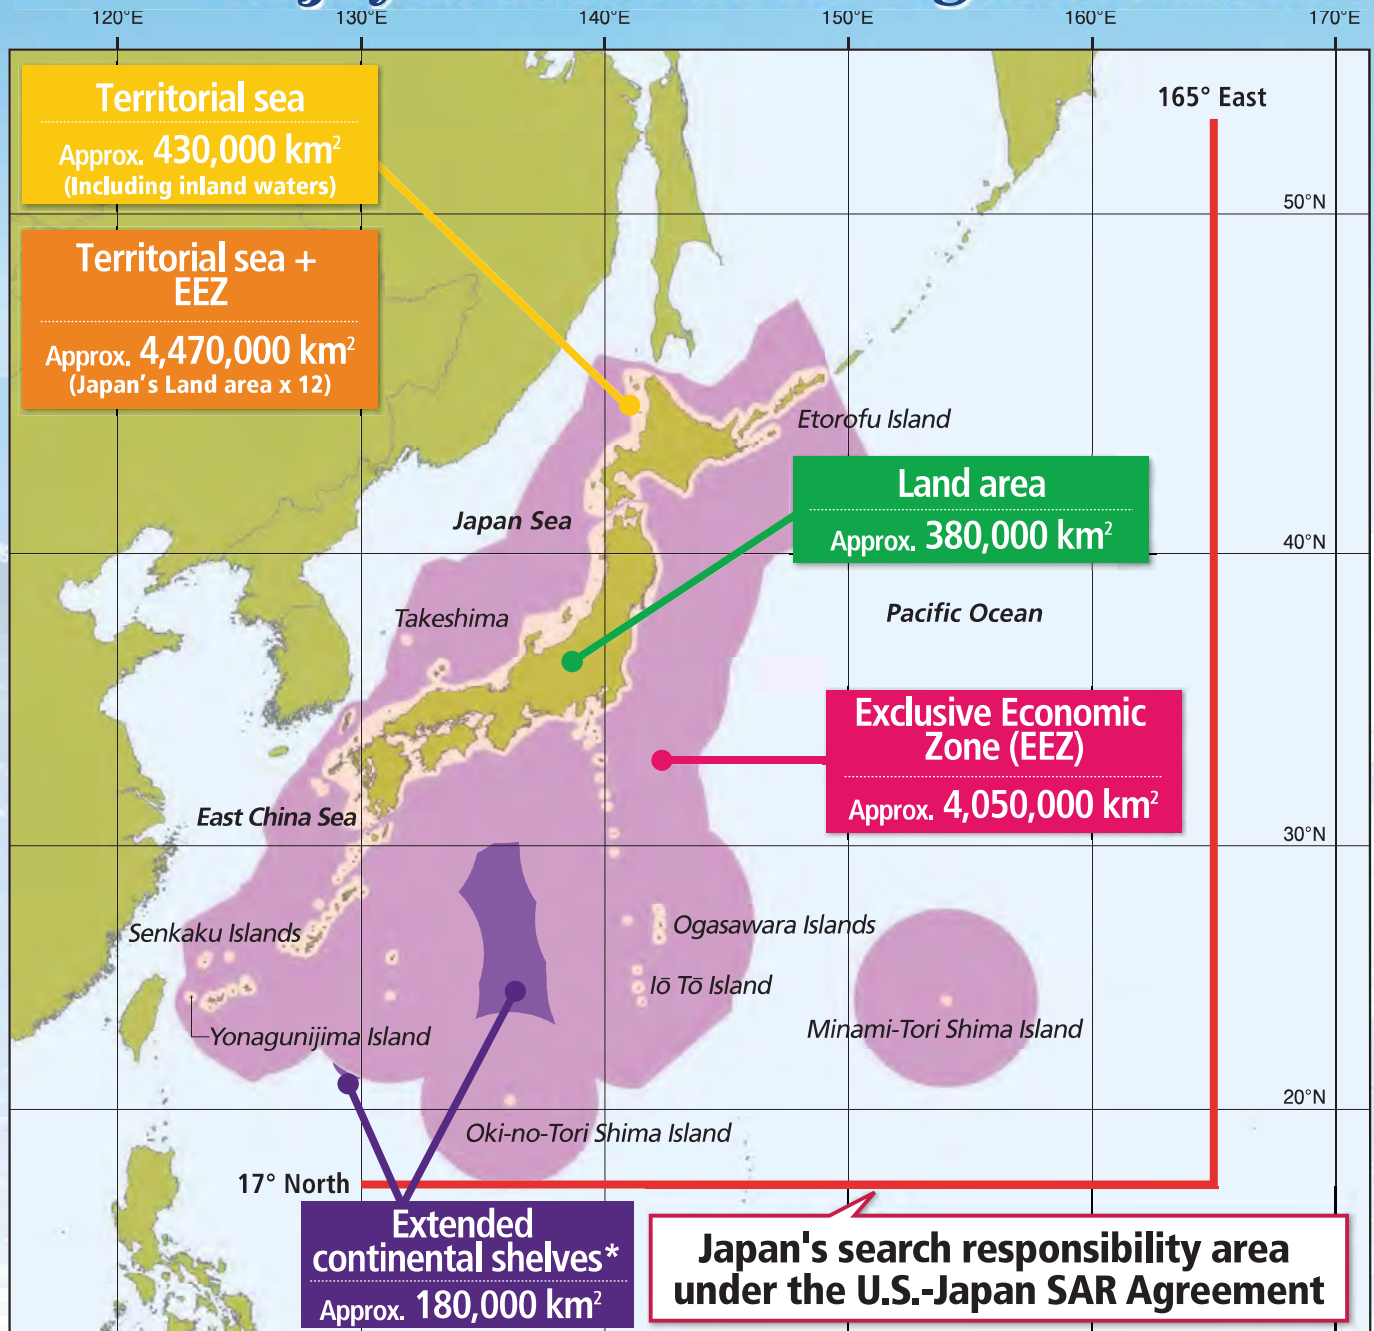 120°E
130°E
140°E
150°E
160°E
170°E
Territorial sea
Approx. 430,000 km²
(Including inland waters)
165° East
50°N
Territorial sea +
EEZ
Approx. 4,470,000 km²
(Japan's Land area x 12)
Etorofu Island
Land area
Approx. 380,000 km²
Japan Sea
40°N
Takeshima
Pacific Ocean
Exclusive Economic
Zone (EEZ)
Approx. 4,050,000 km²
East China Sea
30°N
Senkaku Islands
Ogasawara Islands
Iō Tō Island
Yonagunijima Island
Minami-Tori Shima Island
20°N
Oki-no-Tori Shima Island
17° North
Extended
continental shelves*
Approx. 180,000 km²
Japan's search responsibility area
under the U.S.-Japan SAR Agreement